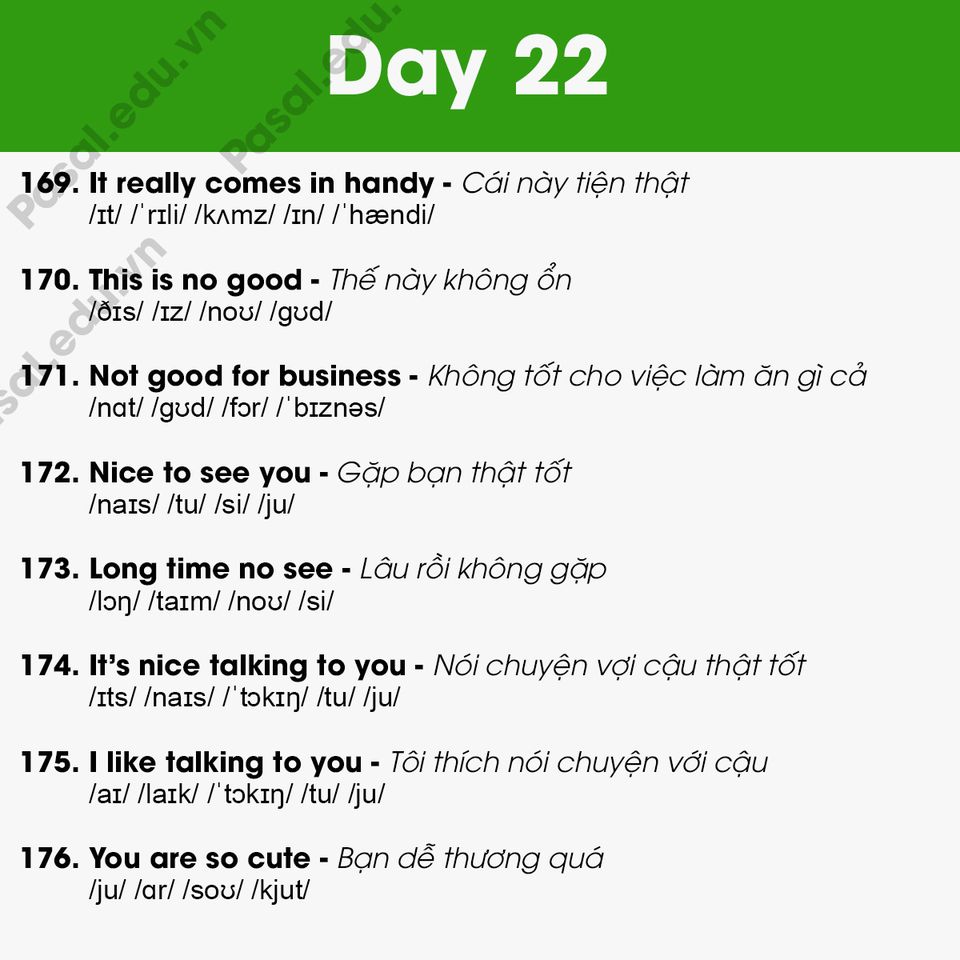 Day 22
Pasal.edu.vn
Pasal.edu.
Pasal.edu.vn
169. It really comes in handy - Cái này tiện thật
/ɪt/ /ˈrɪli/ /kʌmz/ /ɪn/ /ˈhændi/
170. This is no good - Thế này không ổn
/ðɪs/ /ɪz/ /noʊ/ /gʊd/
171. Not good for business - Không tốt cho việc làm ăn gì cả
/nɑt/ /gʊd/ /fɔr/ /ˈbɪznəs/
172. Nice to see you - Gặp bạn thật tốt
/naɪs/ /tu/ /si/ /ju/
173. Long time no see - Lâu rồi không gặp
/lɔŋ/ /taɪm/ /noʊ/ /si/
174. It’s nice talking to you - Nói chuyện vợi cậu thật tốt
/ɪts/ /naɪs/ /ˈtɔkɪŋ/ /tu/ /ju/
175. I like talking to you - Tôi thích nói chuyện với cậu
/aɪ/ /laɪk/ /ˈtɔkɪŋ/ /tu/ /ju/
176. You are so cute - Bạn dễ thương quá
/ju/ /ɑr/ /soʊ/ /kjut/